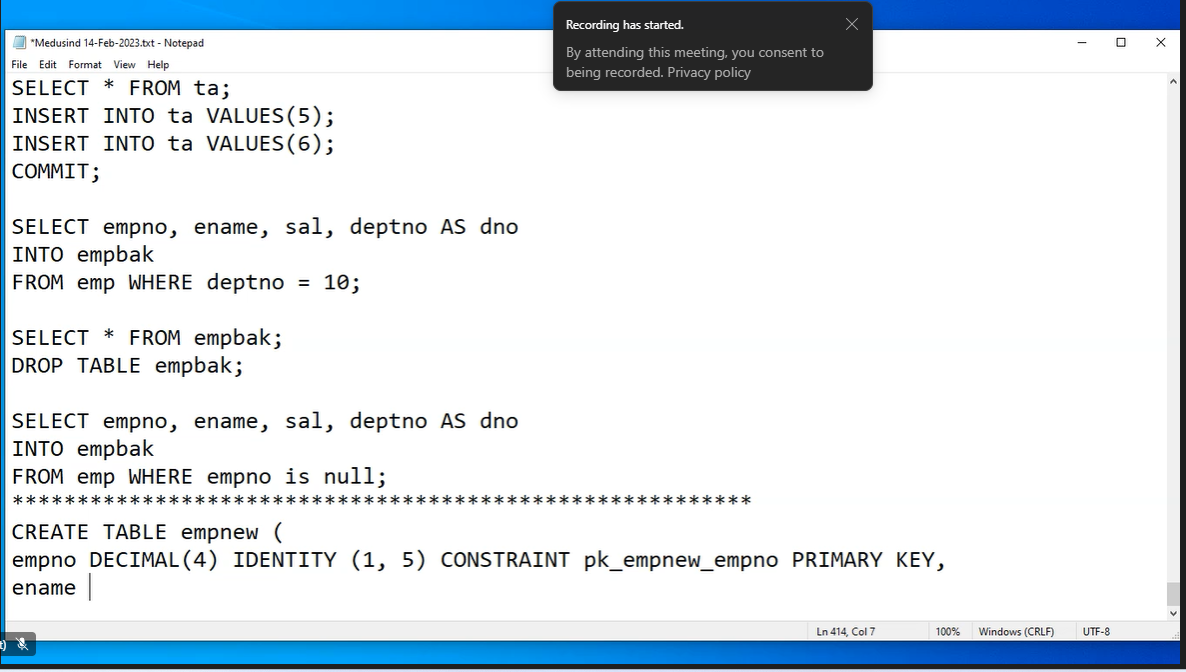 Recording has started.
By attending this meeting, you consent to
being recorded. Privacy policy
*Medusind 14-Feb-2023.txt - Notepad
File Edit Format View Help
SELECT * FROM ta;
INSERT INTO ta VALUES(5);
INSERT INTO ta VALUES(6);
COMMIT;
SELECT empno, ename, sal, deptno AS dno
INTO empbak
FROM emp WHERE deptno = 10;
SELECT * FROM empbak;
DROP TABLE empbak;
SELECT empno, ename, sal, deptno AS dno
INTO empbak
FROM emp WHERE empno is null;
*********************************************************
CREATE TABLE empnew (
empno DECIMAL(4) IDENTITY (1, 5) CONSTRAINT pk_empnew_empno PRIMARY KEY,
ename
Ln 414, Col 7 100% Windows (CRLF) UTF-8
t)